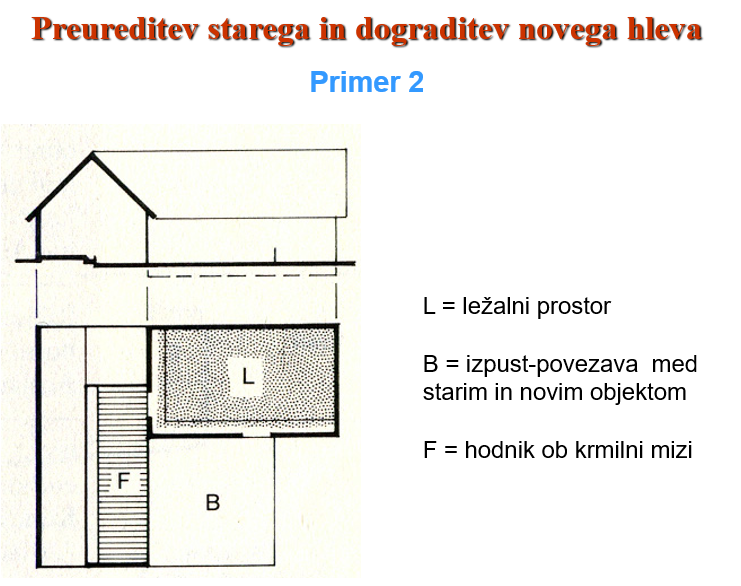 Preureditev starega in dograditev novega hleva
Primer 2
L = ležalni prostor
B = izpust-povezava med
starim in novim objektom
F = hodnik ob krmilni mizi
L
F
B